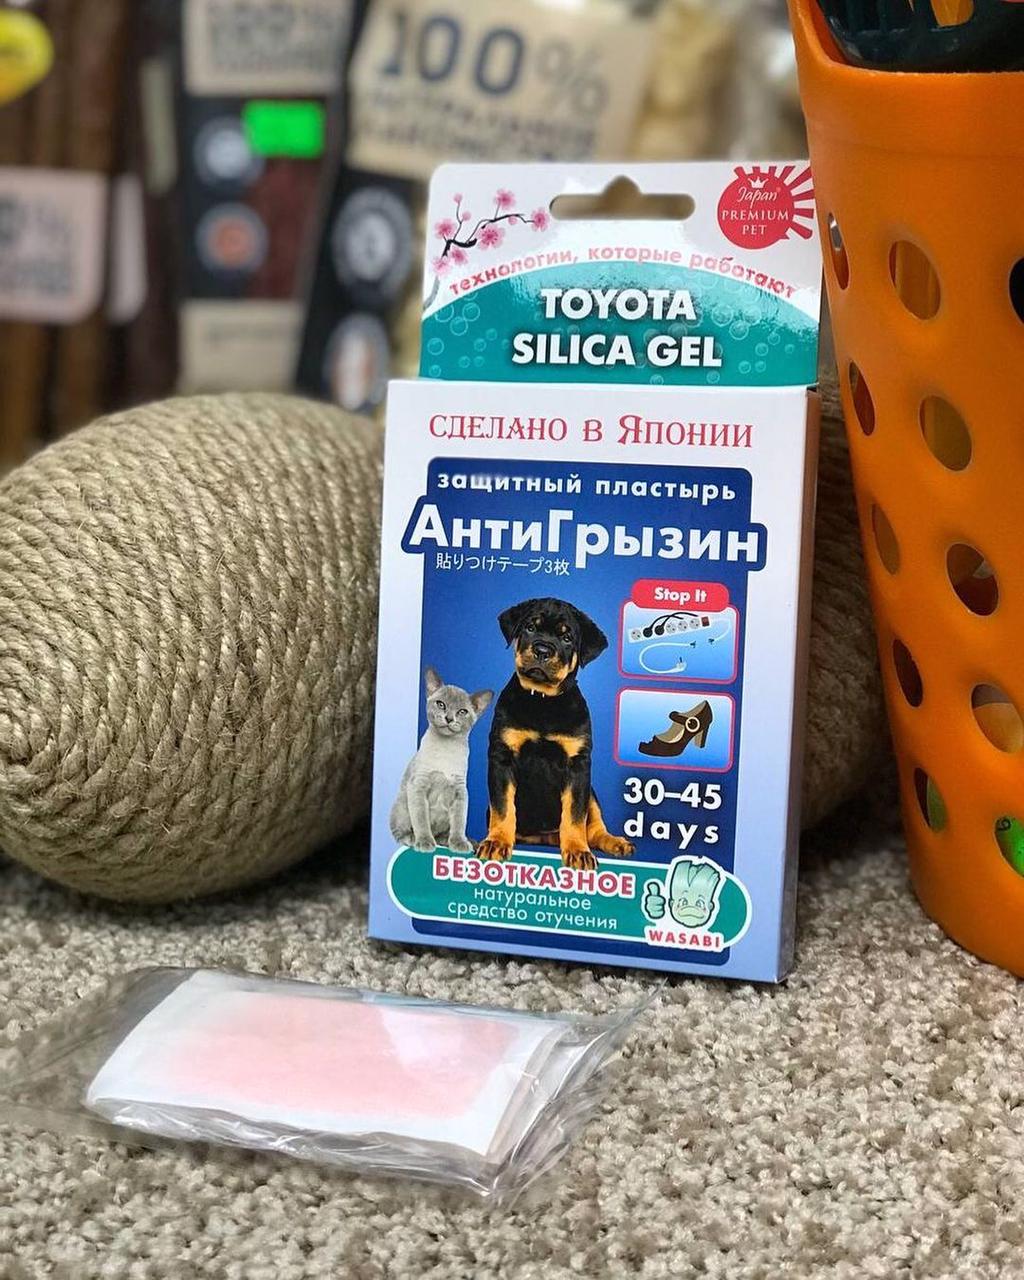 100%
Japan
PREMIUM
PET
технологии, которые работают
TOYOTA
SILICA GEL
СДЕЛАНО В ЯПОНИИ
защитный пластырь
АнтиГрызин
貼りつけテープ3枚
Stop It
30–45
days
БЕЗОТКАЗНОЕ
натуральное
средство отучения
WASABI